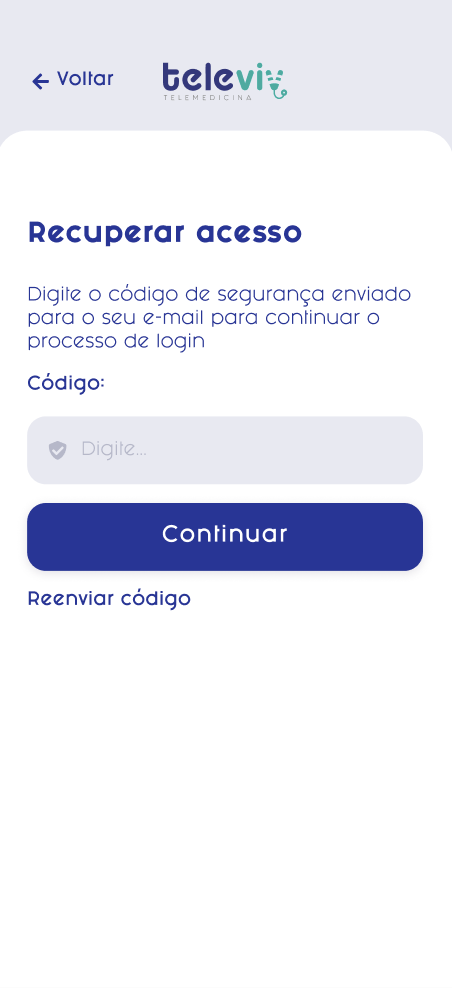 Voltar
televi
TELEMEDICINA
Recuperar acesso
Digite o código de segurança enviado
para o seu e-mail para continuar o
processo de login
Código:
Digite...
Continuar
Reenviar código